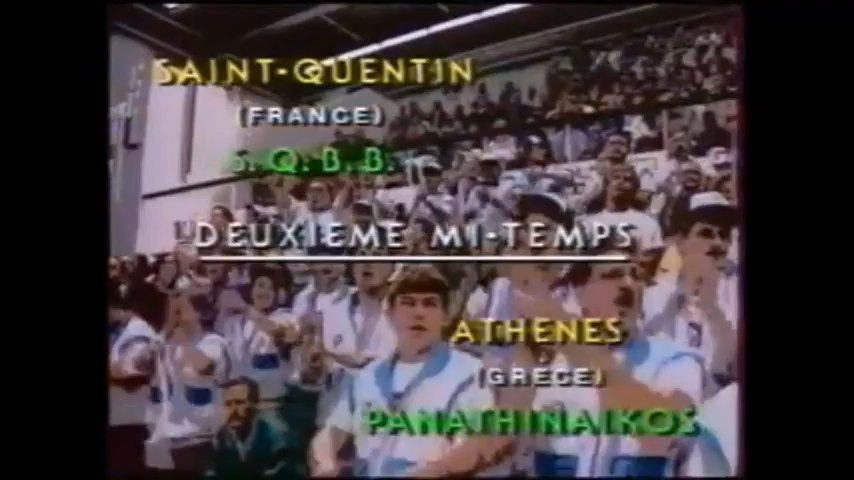 SAINT-QUENTIN
(FRANCE)
S.Q.B.B.
DEUXIEME MI-TEMPS
ATHENES
(GRECE)
PANATHINAIKOS